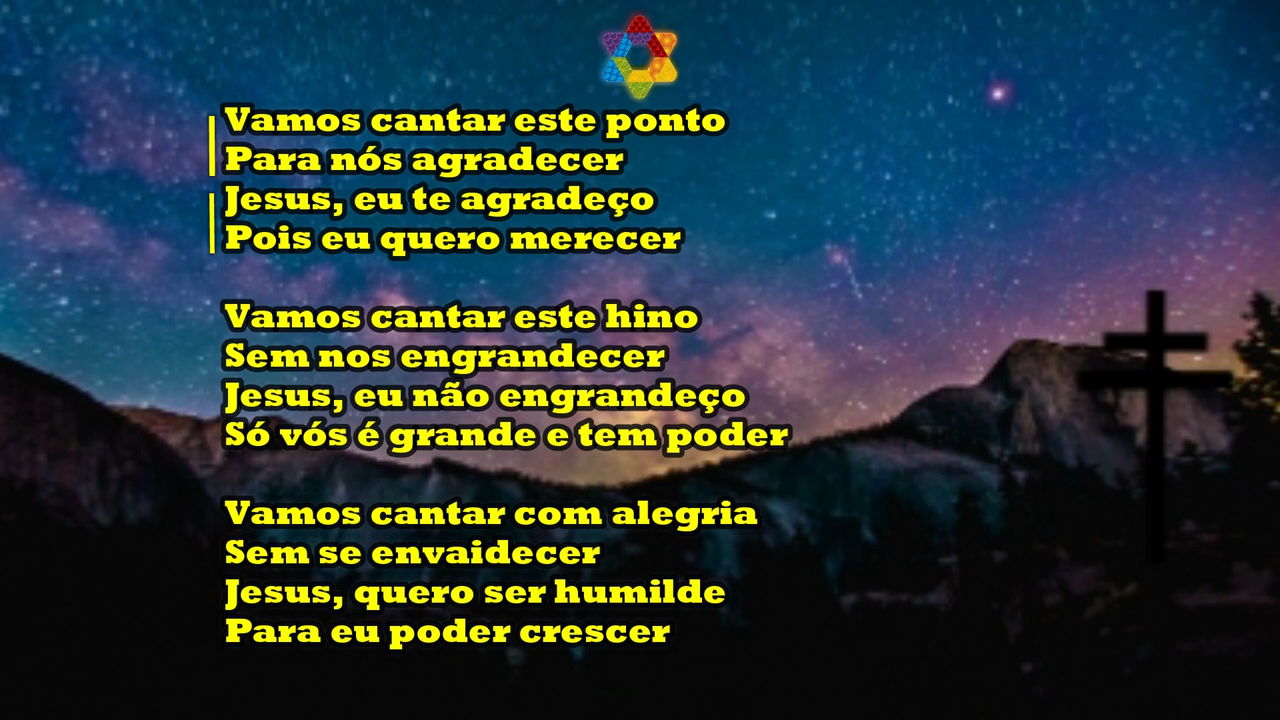 Vamos cantar este ponto
Para nós agradecer
Jesus, eu te agradeço
Pois eu quero merecer
Vamos cantar este hino
Sem nos engrandecer
Jesus, eu não engrandeço
Só vós é grande e tem poder
Vamos cantar com alegria
Sem se envaidecer
Jesus, quero ser humilde
Para eu poder crescer